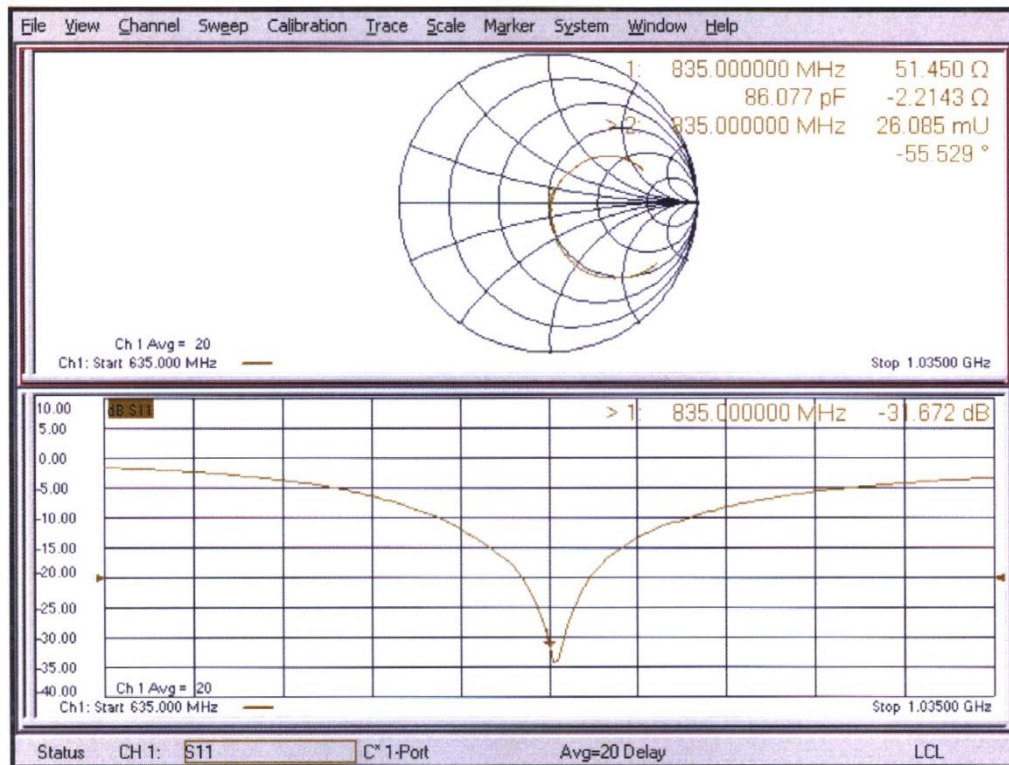 File View Channel Sweep Calibration Trace Scale Marker System Window Help
1: 835.000000 MHz 51.450 Ω
86.077 pF -2.2143 Ω
> 2: 835.000000 MHz 26.085 mU
-55.529 °
Ch 1 Avg = 20
Ch1: Start 635.000 MHz Stop 1.03500 GHz
10.00 dB S11 > 1: 835.000000 MHz -31.672 dB
5.00
0.00
-5.00
-10.00
-15.00
-20.00
-25.00
-30.00
-35.00
-40.00 Ch 1 Avg = 20
Ch1: Start 635.000 MHz Stop 1.03500 GHz
Status CH 1: S11 C* 1-Port Avg=20 Delay LCL